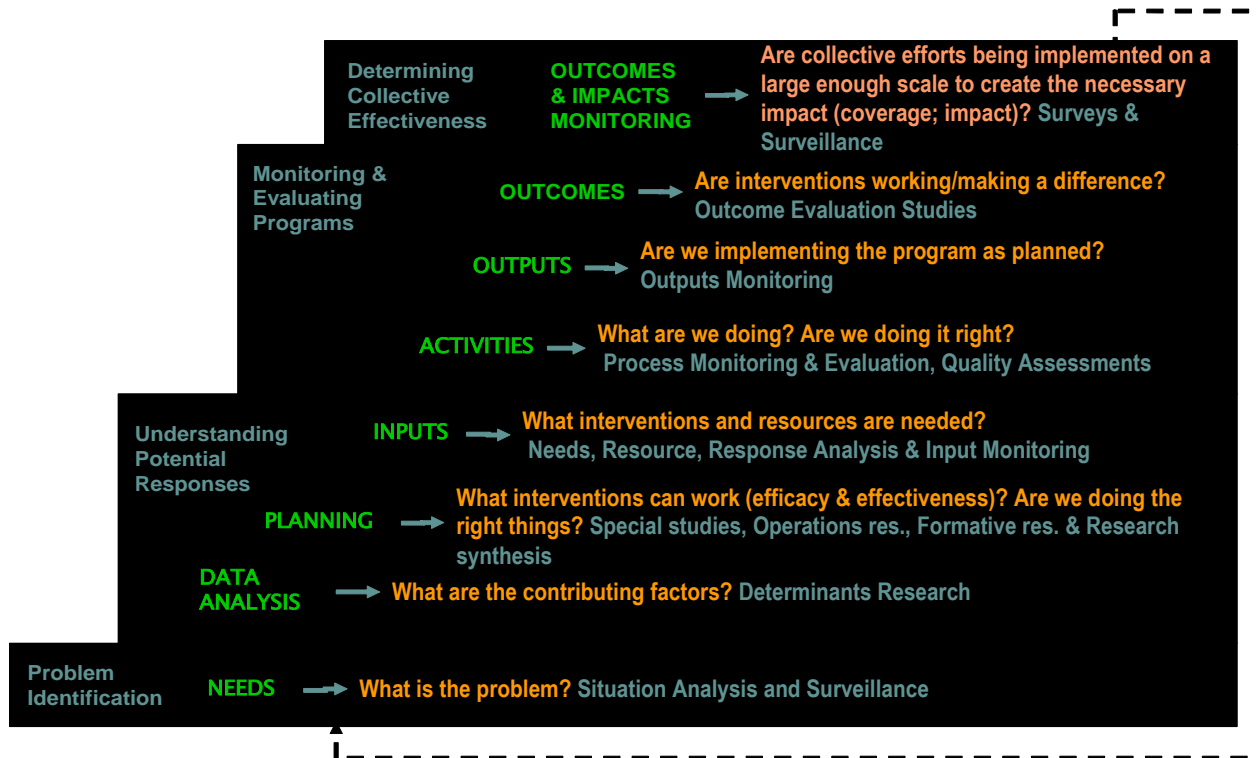 Determining
Collective
Effectiveness
OUTCOMES
& IMPACTS
MONITORING
Are collective efforts being implemented on a
large enough scale to create the necessary
impact (coverage; impact)? Surveys &
Surveillance
Monitoring &
Evaluating
Programs
OUTCOMES
Are interventions working/making a difference?
Outcome Evaluation Studies
OUTPUTS
Are we implementing the program as planned?
Outputs Monitoring
ACTIVITIES
What are we doing? Are we doing it right?
Process Monitoring & Evaluation, Quality Assessments
Understanding
Potential
Responses
INPUTS
What interventions and resources are needed?
Needs, Resource, Response Analysis & Input Monitoring
PLANNING
What interventions can work (efficacy & effectiveness)? Are we doing the
right things? Special studies, Operations res., Formative res. & Research
synthesis
DATA
ANALYSIS
What are the contributing factors? Determinants Research
Problem
Identification
NEEDS
What is the problem? Situation Analysis and Surveillance